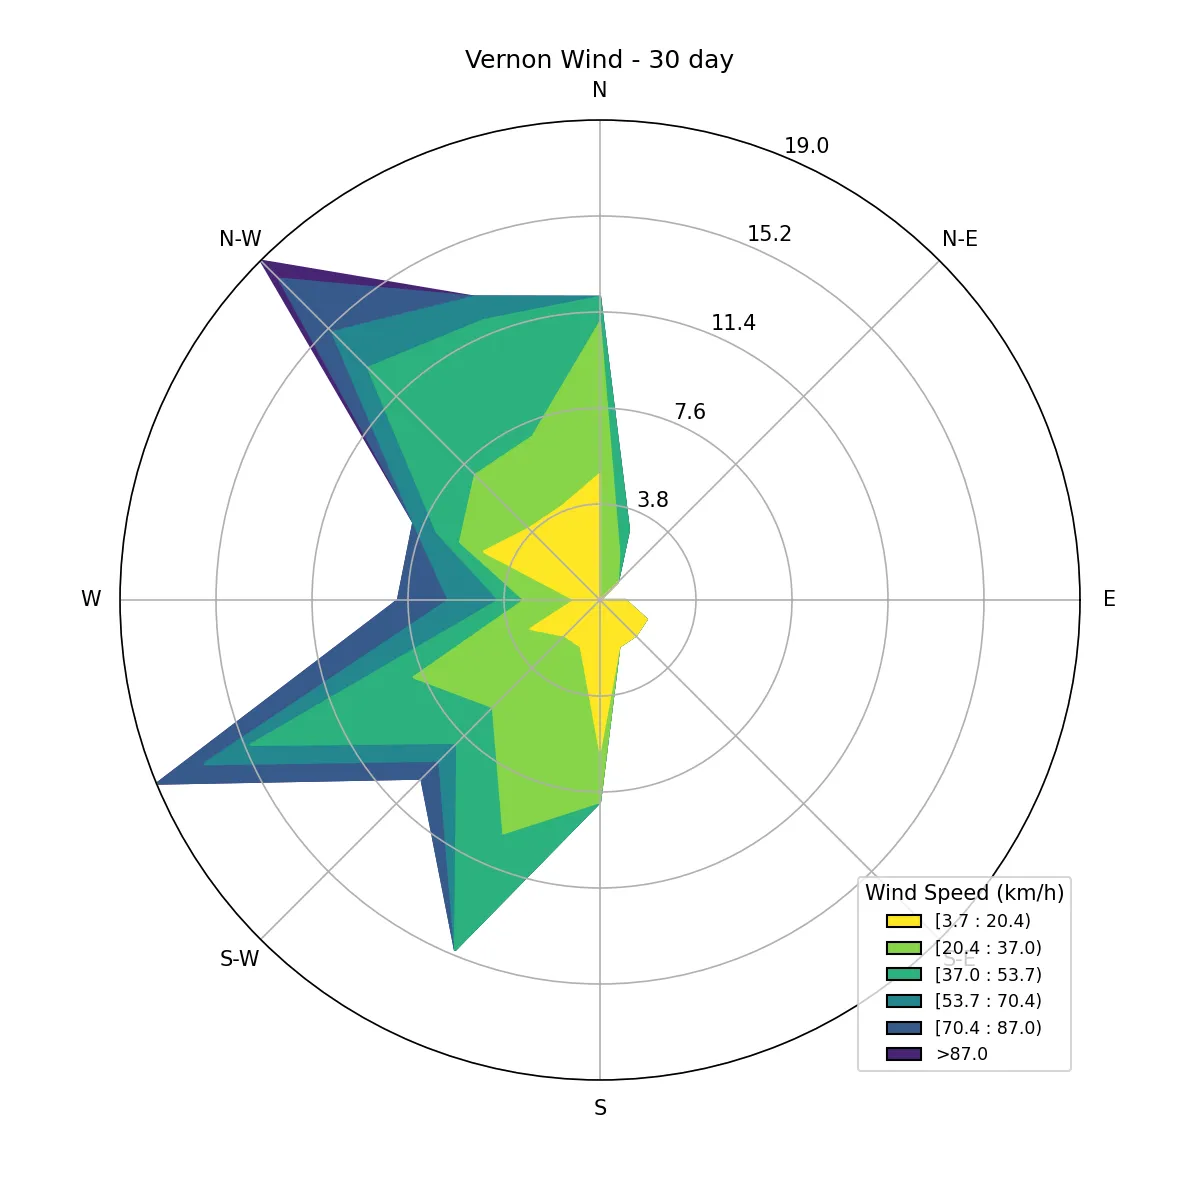 Vernon Wind - 30 day
N
19.0
15.2
N-W
N-E
11.4
7.6
3.8
W
E
Wind Speed (km/h)
[3.7 : 20.4)
[20.4 : 37.0)
S-W
S-E
[37.0 : 53.7)
[53.7 : 70.4)
[70.4 : 87.0)
>87.0
S